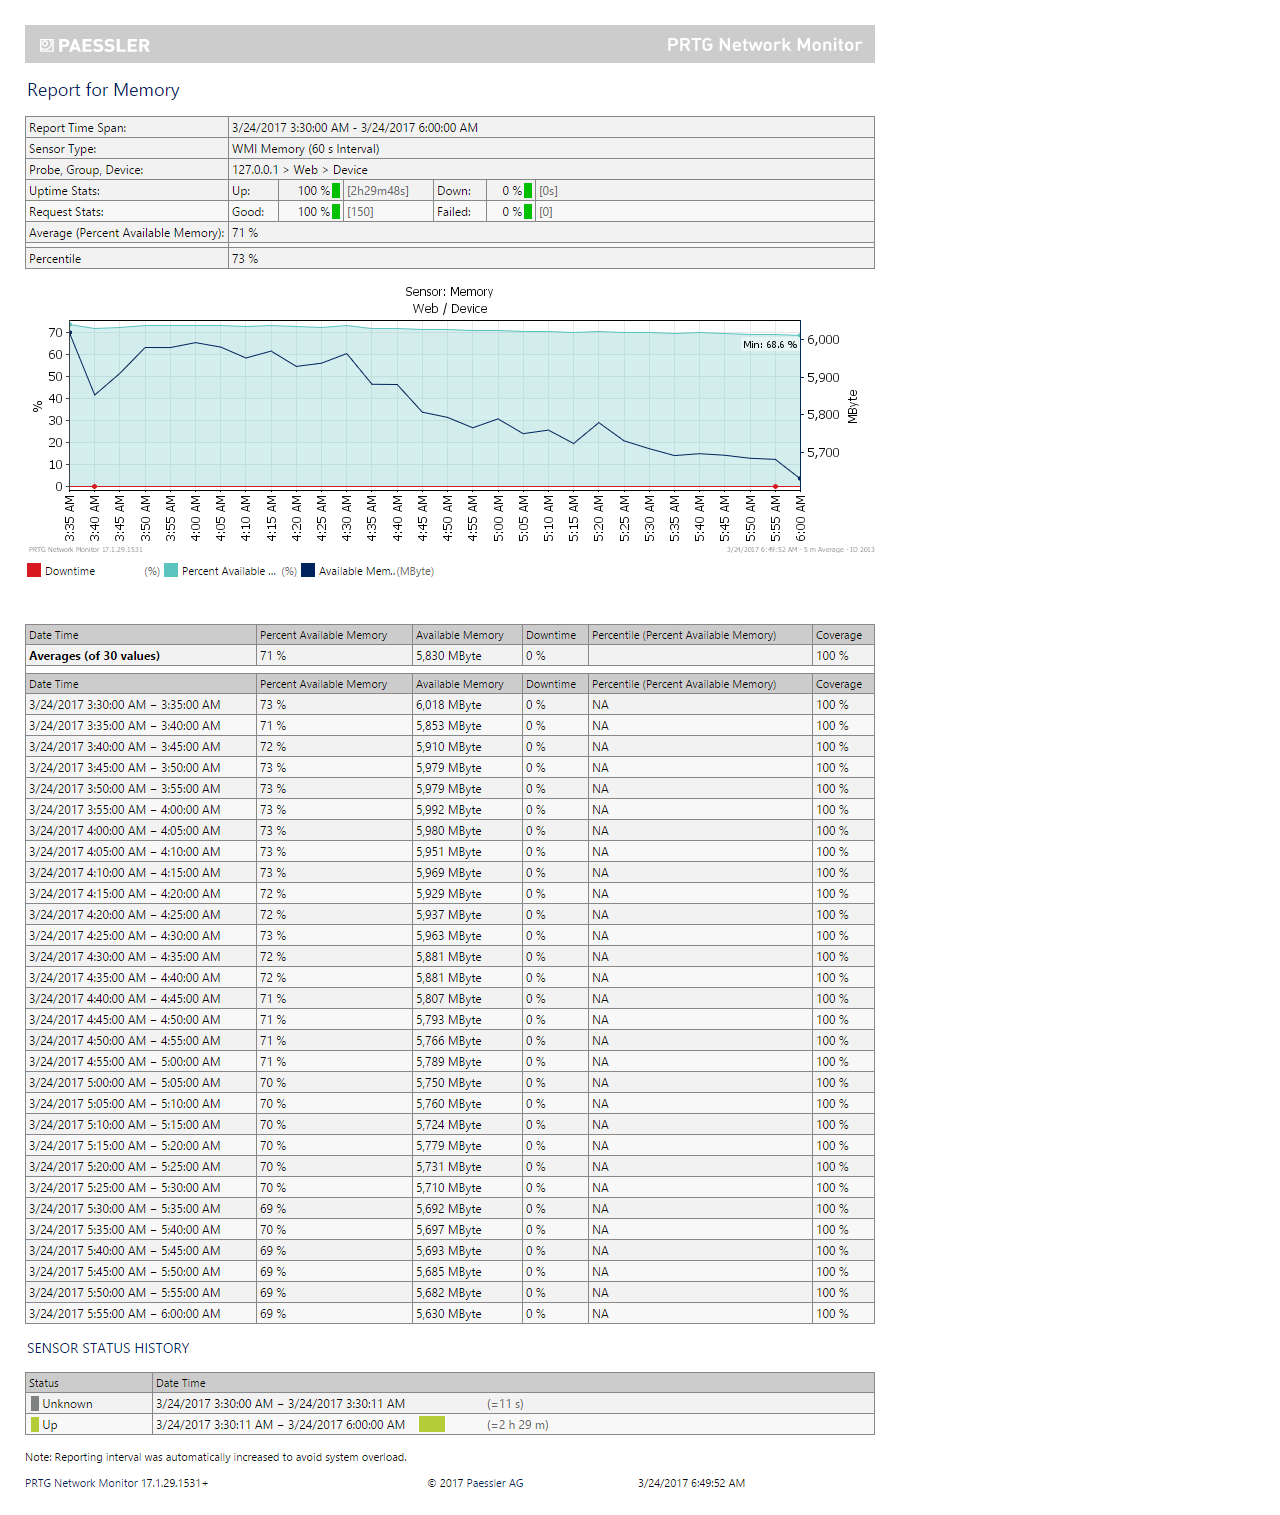 PAESSLER PRTG Network Monitor
Report for Memory
Report Time Span: 3/24/2017 3:30:00 AM - 3/24/2017 6:00:00 AM
Sensor Type: WMI Memory (60 s Interval)
Probe, Group, Device: 127.0.0.1 > Web > Device
Uptime Stats: Up: 100 % [2h29m48s] Down: 0 % [0s]
Request Stats: Good: 100 % [150] Failed: 0 % [0]
Average (Percent Available Memory): 71 %
Percentile 73 %
Sensor: Memory
Web / Device
70
60
50
40
30
20
10
0
%
Min: 68.6 %
6,000
5,900
5,800
5,700
MByte
3:35 AM 3:40 AM 3:45 AM 3:50 AM 3:55 AM 4:00 AM 4:05 AM 4:10 AM 4:15 AM 4:20 AM 4:25 AM 4:30 AM 4:35 AM 4:40 AM 4:45 AM 4:50 AM 4:55 AM 5:00 AM 5:05 AM 5:10 AM 5:15 AM 5:20 AM 5:25 AM 5:30 AM 5:35 AM 5:40 AM 5:45 AM 5:50 AM 5:55 AM 6:00 AM
PRTG Network Monitor 17.1.29.1531 3/24/2017 6:49:52 AM - 5 m Average - ID 2013
Downtime (%) Percent Available ... (%) Available Mem.. (MByte)
Date Time Percent Available Memory Available Memory Downtime Percentile (Percent Available Memory) Coverage
Averages (of 30 values) 71 % 5,830 MByte 0 % 100 %
Date Time Percent Available Memory Available Memory Downtime Percentile (Percent Available Memory) Coverage
3/24/2017 3:30:00 AM – 3:35:00 AM 73 % 6,018 MByte 0 % NA 100 %
3/24/2017 3:35:00 AM – 3:40:00 AM 71 % 5,853 MByte 0 % NA 100 %
3/24/2017 3:40:00 AM – 3:45:00 AM 72 % 5,910 MByte 0 % NA 100 %
3/24/2017 3:45:00 AM – 3:50:00 AM 73 % 5,979 MByte 0 % NA 100 %
3/24/2017 3:50:00 AM – 3:55:00 AM 73 % 5,979 MByte 0 % NA 100 %
3/24/2017 3:55:00 AM – 4:00:00 AM 73 % 5,992 MByte 0 % NA 100 %
3/24/2017 4:00:00 AM – 4:05:00 AM 73 % 5,980 MByte 0 % NA 100 %
3/24/2017 4:05:00 AM – 4:10:00 AM 73 % 5,951 MByte 0 % NA 100 %
3/24/2017 4:10:00 AM – 4:15:00 AM 73 % 5,969 MByte 0 % NA 100 %
3/24/2017 4:15:00 AM – 4:20:00 AM 72 % 5,929 MByte 0 % NA 100 %
3/24/2017 4:20:00 AM – 4:25:00 AM 72 % 5,937 MByte 0 % NA 100 %
3/24/2017 4:25:00 AM – 4:30:00 AM 73 % 5,963 MByte 0 % NA 100 %
3/24/2017 4:30:00 AM – 4:35:00 AM 72 % 5,881 MByte 0 % NA 100 %
3/24/2017 4:35:00 AM – 4:40:00 AM 72 % 5,881 MByte 0 % NA 100 %
3/24/2017 4:40:00 AM – 4:45:00 AM 71 % 5,807 MByte 0 % NA 100 %
3/24/2017 4:45:00 AM – 4:50:00 AM 71 % 5,793 MByte 0 % NA 100 %
3/24/2017 4:50:00 AM – 4:55:00 AM 71 % 5,766 MByte 0 % NA 100 %
3/24/2017 4:55:00 AM – 5:00:00 AM 71 % 5,789 MByte 0 % NA 100 %
3/24/2017 5:00:00 AM – 5:05:00 AM 70 % 5,750 MByte 0 % NA 100 %
3/24/2017 5:05:00 AM – 5:10:00 AM 70 % 5,760 MByte 0 % NA 100 %
3/24/2017 5:10:00 AM – 5:15:00 AM 70 % 5,724 MByte 0 % NA 100 %
3/24/2017 5:15:00 AM – 5:20:00 AM 70 % 5,779 MByte 0 % NA 100 %
3/24/2017 5:20:00 AM – 5:25:00 AM 70 % 5,731 MByte 0 % NA 100 %
3/24/2017 5:25:00 AM – 5:30:00 AM 70 % 5,710 MByte 0 % NA 100 %
3/24/2017 5:30:00 AM – 5:35:00 AM 69 % 5,692 MByte 0 % NA 100 %
3/24/2017 5:35:00 AM – 5:40:00 AM 70 % 5,697 MByte 0 % NA 100 %
3/24/2017 5:40:00 AM – 5:45:00 AM 69 % 5,693 MByte 0 % NA 100 %
3/24/2017 5:45:00 AM – 5:50:00 AM 69 % 5,685 MByte 0 % NA 100 %
3/24/2017 5:50:00 AM – 5:55:00 AM 69 % 5,682 MByte 0 % NA 100 %
3/24/2017 5:55:00 AM – 6:00:00 AM 69 % 5,630 MByte 0 % NA 100 %
SENSOR STATUS HISTORY
Status Date Time
Unknown 3/24/2017 3:30:00 AM – 3/24/2017 3:30:11 AM (=11 s)
Up 3/24/2017 3:30:11 AM – 3/24/2017 6:00:00 AM (=2 h 29 m)
Note: Reporting interval was automatically increased to avoid system overload.
PRTG Network Monitor 17.1.29.1531+ © 2017 Paessler AG 3/24/2017 6:49:52 AM